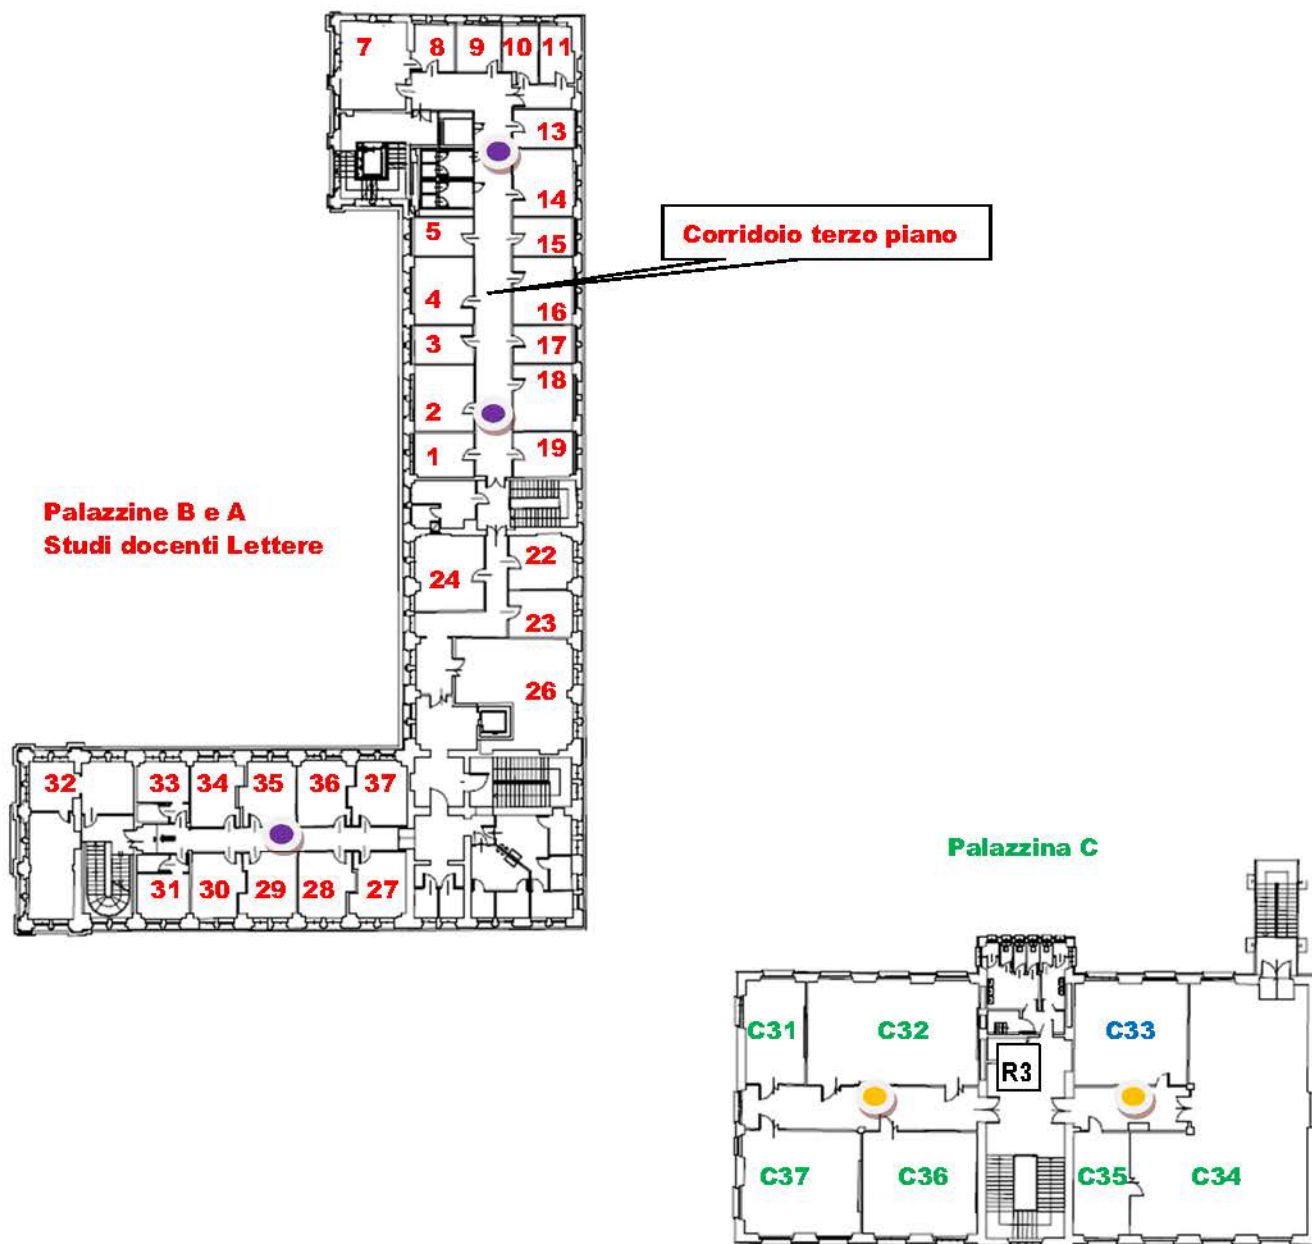 7 8 9 10 11
13
14
5 15
Corridoio terzo piano
4 16
3 17
18
2
1 19
Palazzine B e A
Studi docenti Lettere
22
24
23
26
32 33 34 35 36 37
31 30 29 28 27
Palazzina C
C31 C32 C33
R3
C37 C36 C35 C34